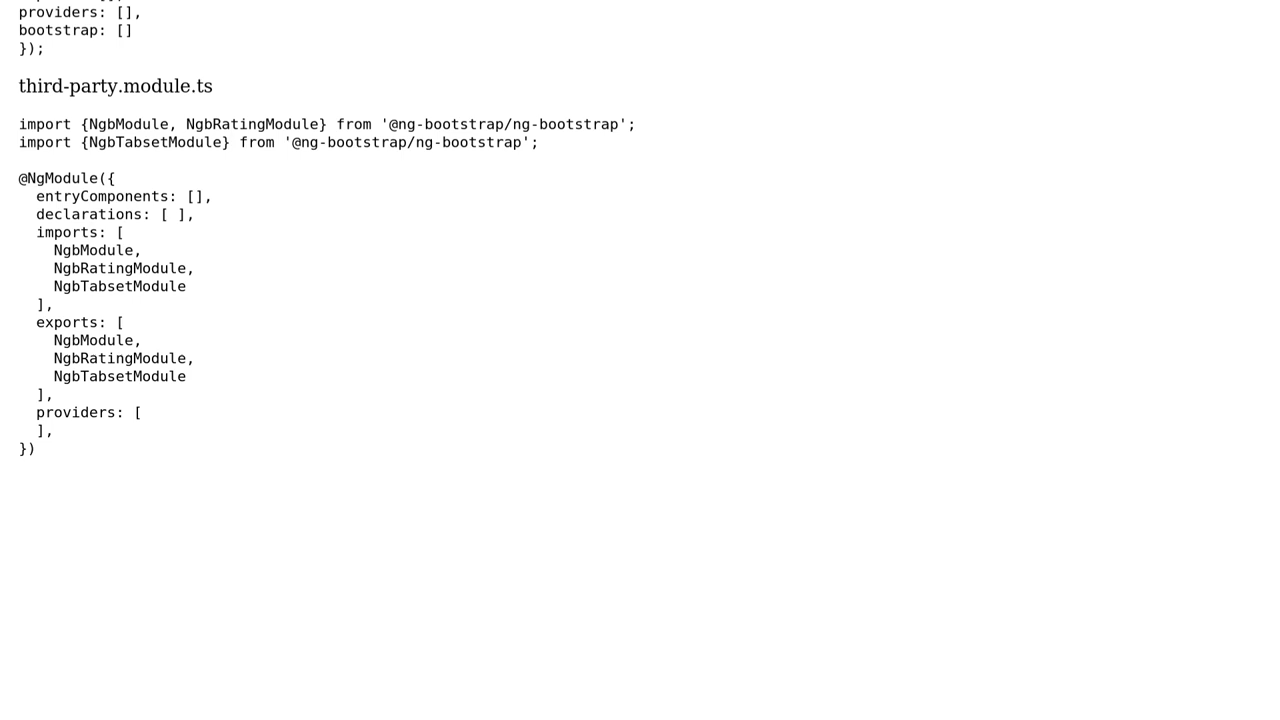 providers: [],
bootstrap: []
});
third-party.module.ts
import {NgbModule, NgbRatingModule} from '@ng-bootstrap/ng-bootstrap';
import {NgbTabsetModule} from '@ng-bootstrap/ng-bootstrap';
@NgModule({
  entryComponents: [],
  declarations: [ ],
  imports: [
    NgbModule,
    NgbRatingModule,
    NgbTabsetModule
  ],
  exports: [
    NgbModule,
    NgbRatingModule,
    NgbTabsetModule
  ],
  providers: [
  ],
})